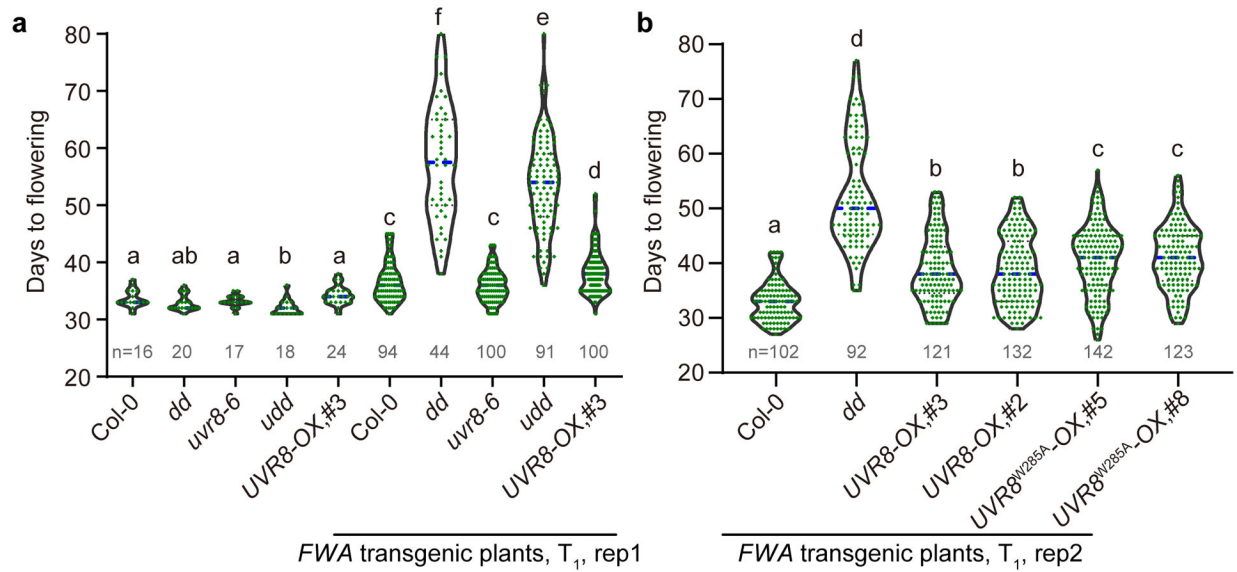 a
Days to flowering
80
70
60
50
40
30
20
a
ab
a
b
a
c
f
c
e
d
n=16
20
17
18
24
94
44
100
91
100
Col-0
dd
uvr8-6
udd
UVR8-OX,#3
Col-0
dd
uvr8-6
udd
UVR8-OX,#3
FWA transgenic plants, T₁, rep1
b
Days to flowering
80
70
60
50
40
30
20
a
d
b
b
c
c
n=102
92
121
132
142
123
Col-0
dd
UVR8-OX,#3
UVR8-OX,#2
UVR8ᵂ²⁸⁵ᴬ-OX,#5
UVR8ᵂ²⁸⁵ᴬ-OX,#8
FWA transgenic plants, T₁, rep2